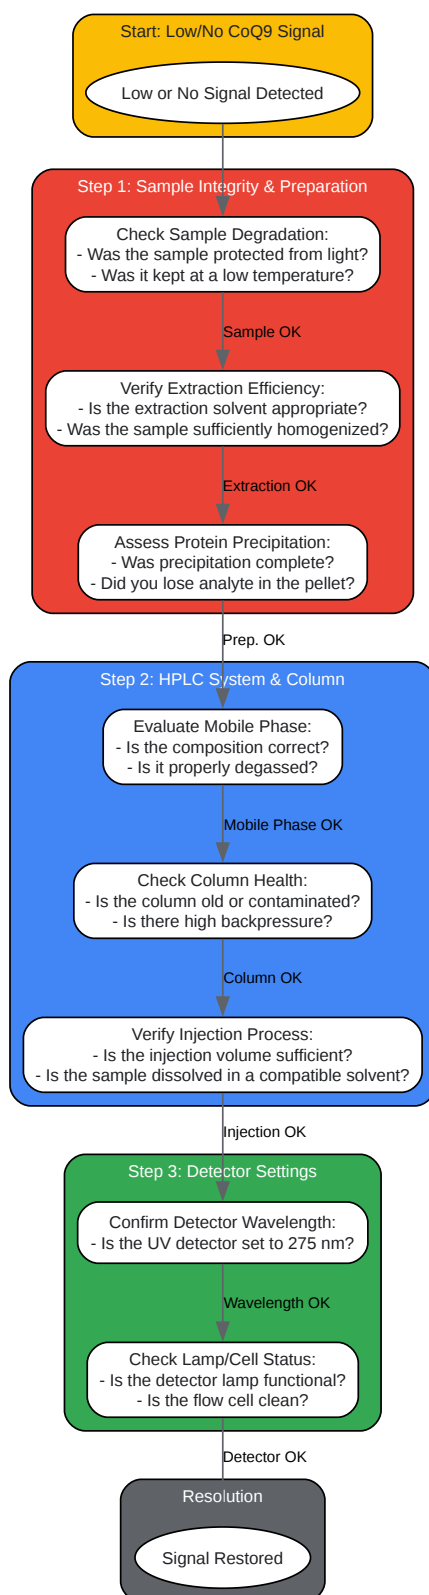 Start: Low/No CoQ9 Signal
Low or No Signal Detected
Step 1: Sample Integrity & Preparation
Check Sample Degradation:
- Was the sample protected from light?
- Was it kept at a low temperature?
Sample OK
Verify Extraction Efficiency:
- Is the extraction solvent appropriate?
- Was the sample sufficiently homogenized?
Extraction OK
Assess Protein Precipitation:
- Was precipitation complete?
- Did you lose analyte in the pellet?
Prep. OK
Step 2: HPLC System & Column
Evaluate Mobile Phase:
- Is the composition correct?
- Is it properly degassed?
Mobile Phase OK
Check Column Health:
- Is the column old or contaminated?
- Is there high backpressure?
Column OK
Verify Injection Process:
- Is the injection volume sufficient?
- Is the sample dissolved in a compatible solvent?
Injection OK
Step 3: Detector Settings
Confirm Detector Wavelength:
- Is the UV detector set to 275 nm?
Wavelength OK
Check Lamp/Cell Status:
- Is the detector lamp functional?
- Is the flow cell clean?
Detector OK
Resolution
Signal Restored